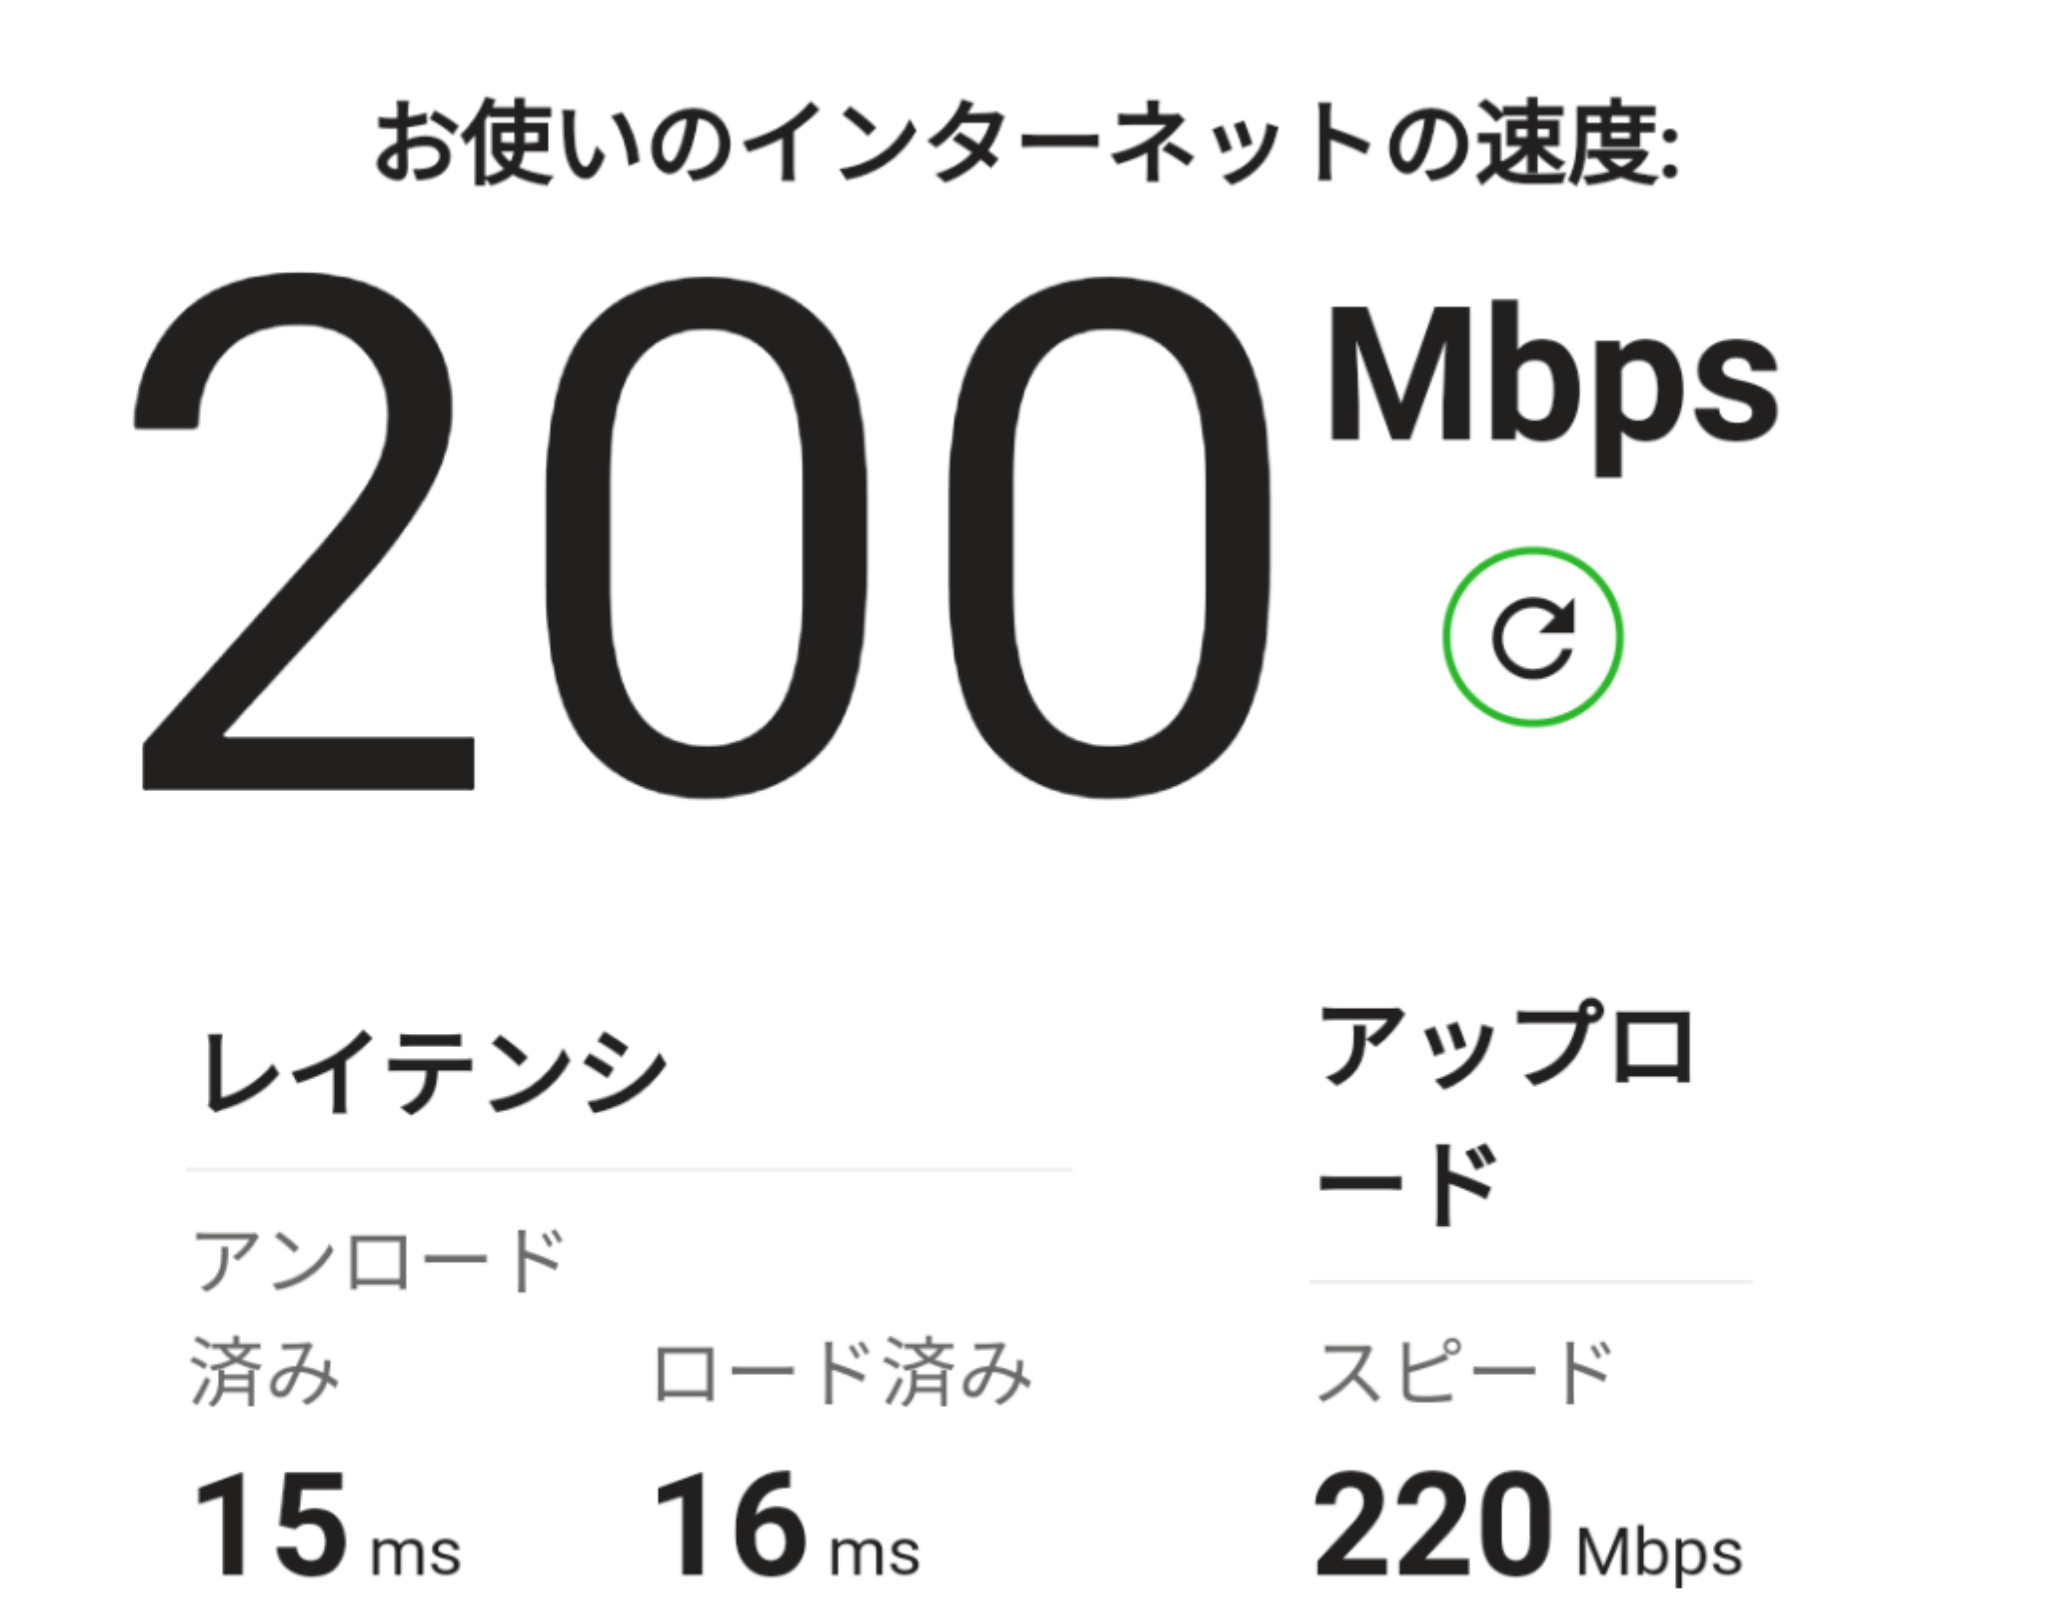 お使いのインターネットの速度:
200 Mbps
レイテンシ
アンロード
済み
15 ms
ロード済み
16 ms
アップロ
ード
スピード
220 Mbps